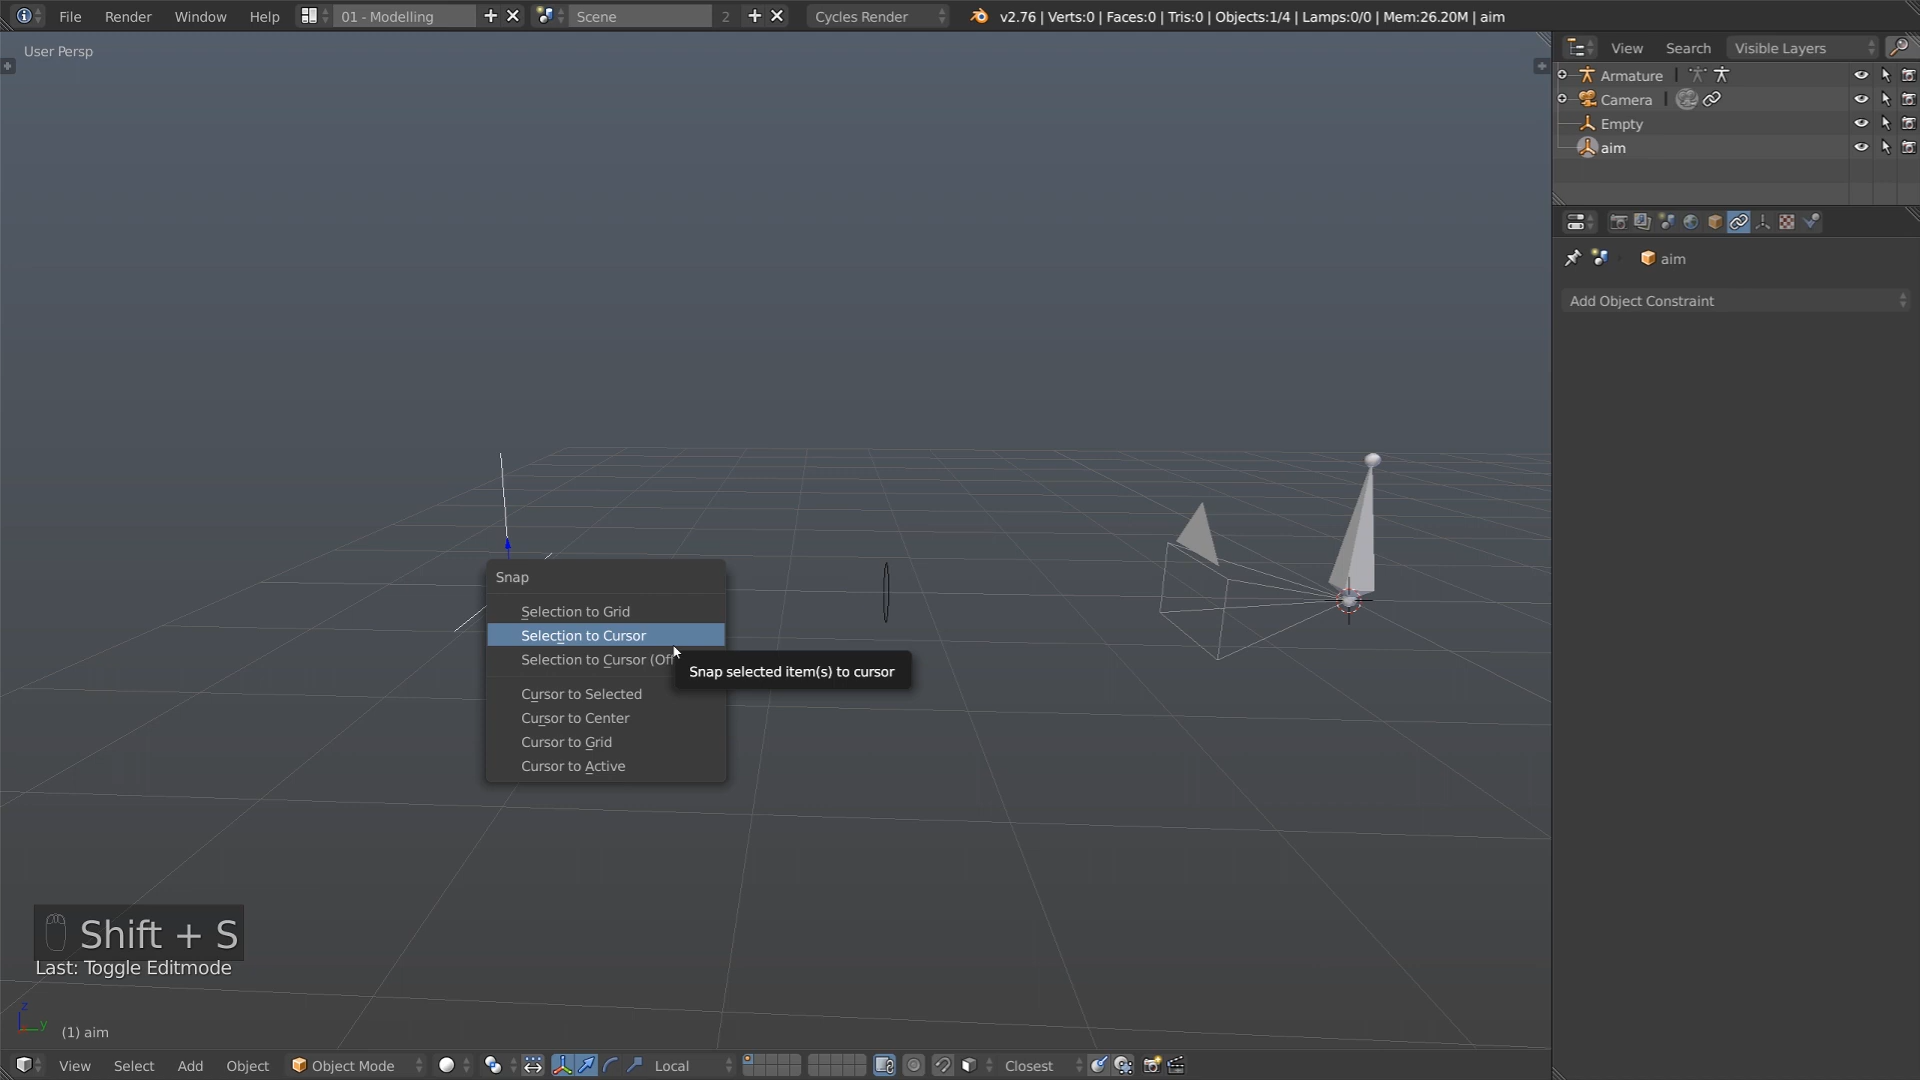 File Render Window Help 01 - Modelling Scene 2 Cycles Render v2.76 | Verts:0 | Faces:0 | Tris:0 | Objects:1/4 | Lamps:0/0 | Mem:26.20M | aim
User Persp
View Search Visible Layers
Armature
Camera
Empty
aim
aim
Add Object Constraint
Snap
Selection to Grid
Selection to Cursor
Selection to Cursor (Off
Snap selected item(s) to cursor
Cursor to Selected
Cursor to Center
Cursor to Grid
Cursor to Active
Shift + S
Last: Toggle Editmode
z
y
(1) aim
View Select Add Object Object Mode Local Closest